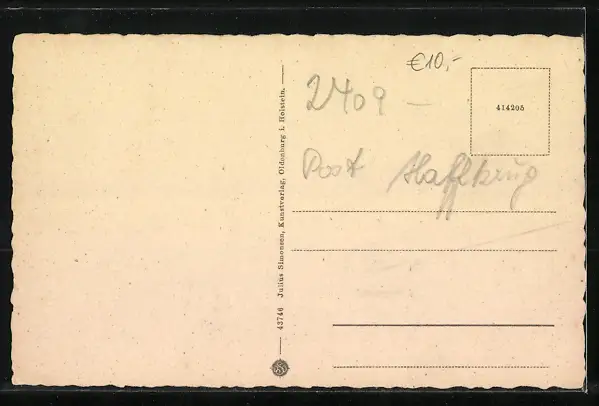 €10,-
2409 -
414205
Post Haffkrug
43746 Julius Simonsen, Kunstverlag, Oldenburg i. Holstein.